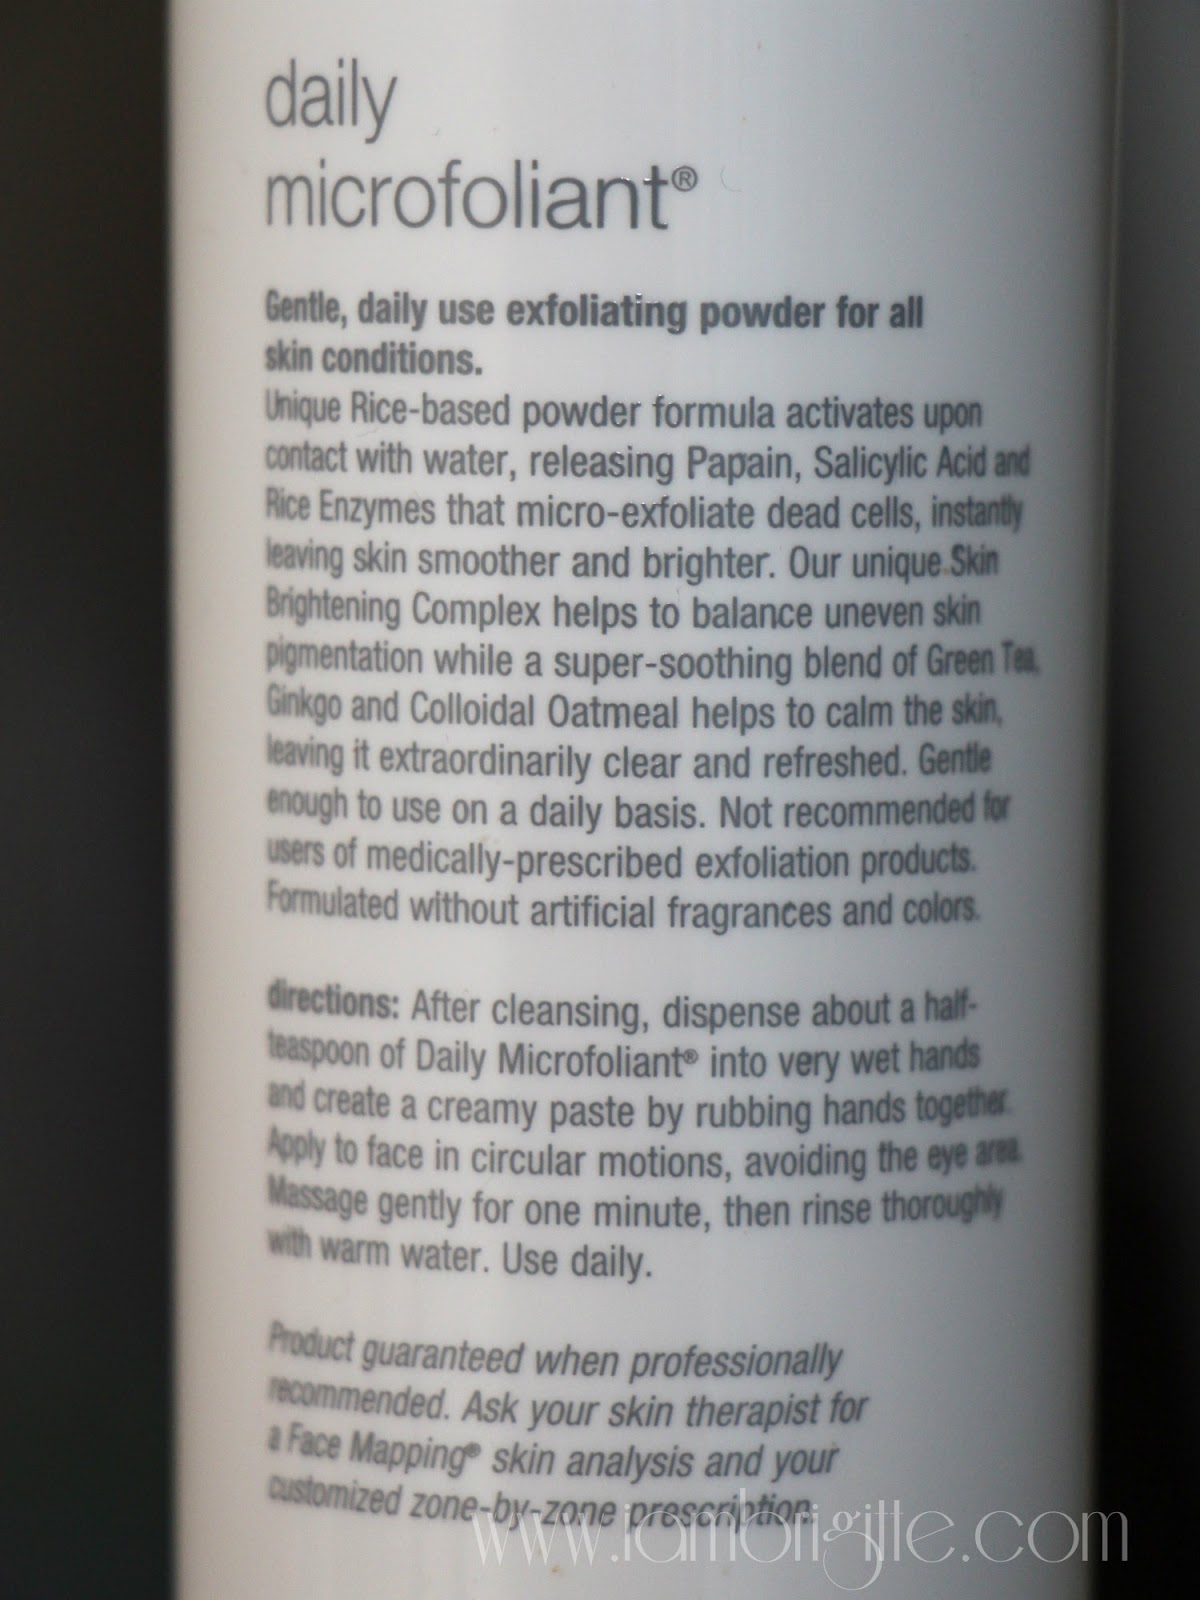 daily
microfoliant®
Gentle, daily use exfoliating powder for all
skin conditions.
Unique Rice-based powder formula activates upon
contact with water, releasing Papain, Salicylic Acid and
Rice Enzymes that micro-exfoliate dead cells, instantly
leaving skin smoother and brighter. Our unique Skin
Brightening Complex helps to balance uneven skin
pigmentation while a super-soothing blend of Green Tea,
Ginkgo and Colloidal Oatmeal helps to calm the skin,
leaving it extraordinarily clear and refreshed. Gentle
enough to use on a daily basis. Not recommended for
users of medically-prescribed exfoliation products.
Formulated without artificial fragrances and colors.
directions: After cleansing, dispense about a half-
teaspoon of Daily Microfoliant® into very wet hands
and create a creamy paste by rubbing hands together.
Apply to face in circular motions, avoiding the eye area.
Massage gently for one minute, then rinse thoroughly
with warm water. Use daily.
Product guaranteed when professionally
recommended. Ask your skin therapist for
a Face Mapping® skin analysis and your
customized zone-by-zone prescription.
www.iambrigitte.com